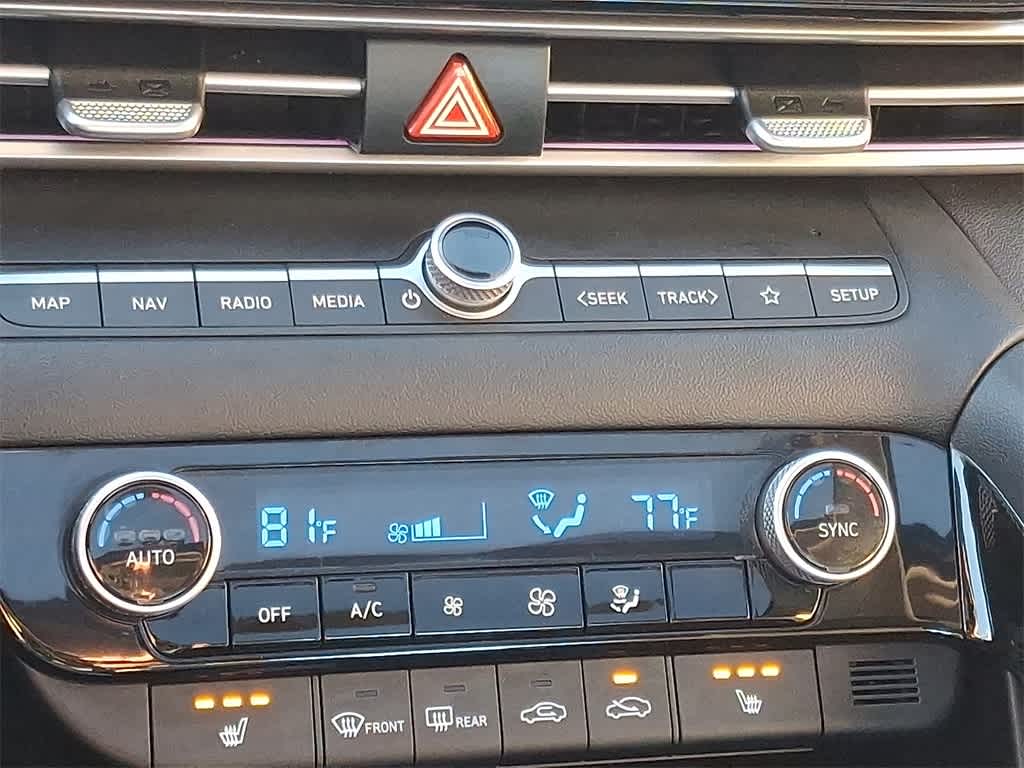 MAP NAV RADIO MEDIA <SEEK TRACK> SETUP
81°F 77°F
AUTO SYNC
OFF A/C
FRONT REAR